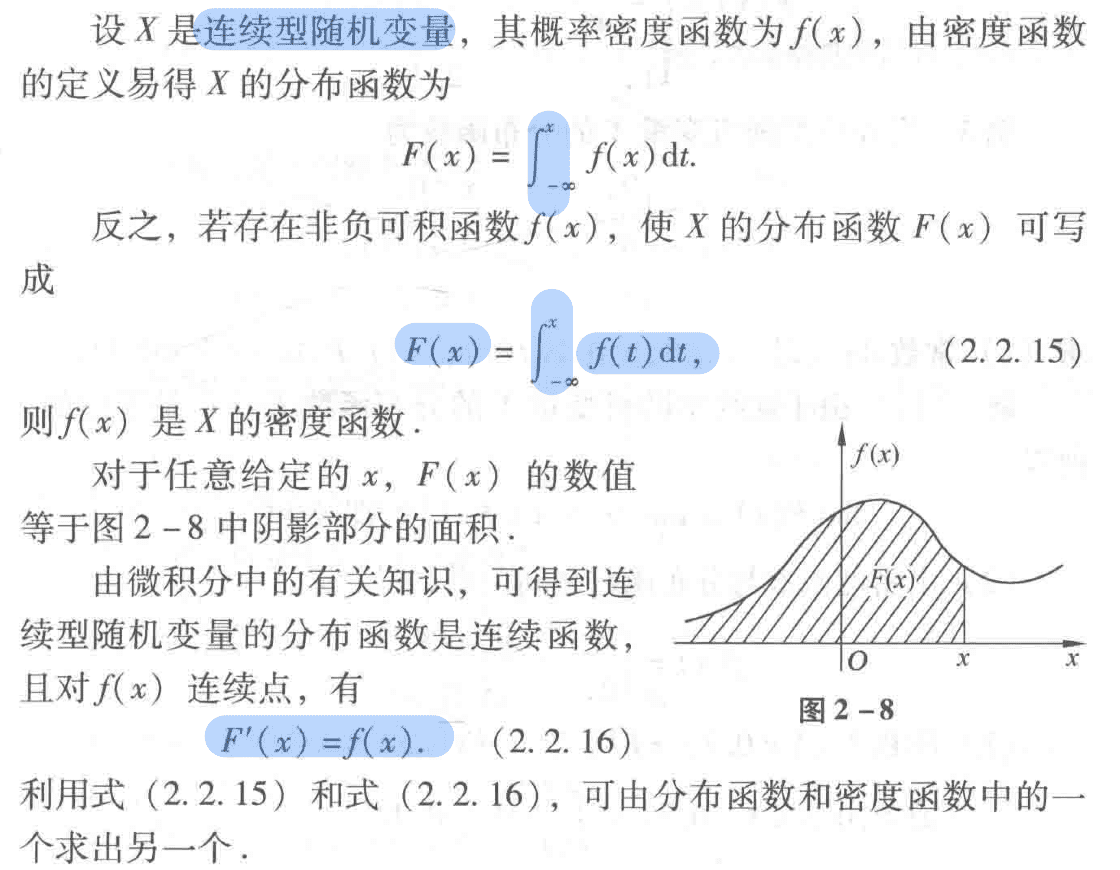 设 X 是连续型随机变量，其概率密度函数为 f(x)，由密度函数
的定义易得 X 的分布函数为
F(x) = ∫_{-∞}^{x} f(x)dt.
反之，若存在非负可积函数 f(x)，使 X 的分布函数 F(x) 可写
成
F(x) = ∫_{-∞}^{x} f(t)dt, (2.2.15)
则 f(x) 是 X 的密度函数.
对于任意给定的 x，F(x) 的数值
等于图 2-8 中阴影部分的面积.
由微积分中的有关知识，可得到连
续型随机变量的分布函数是连续函数，
且对 f(x) 连续点，有
F′(x) = f(x). (2.2.16)
f(x)
F(x)
O x x
图 2-8
利用式 (2.2.15) 和式 (2.2.16)，可由分布函数和密度函数中的一
个求出另一个.